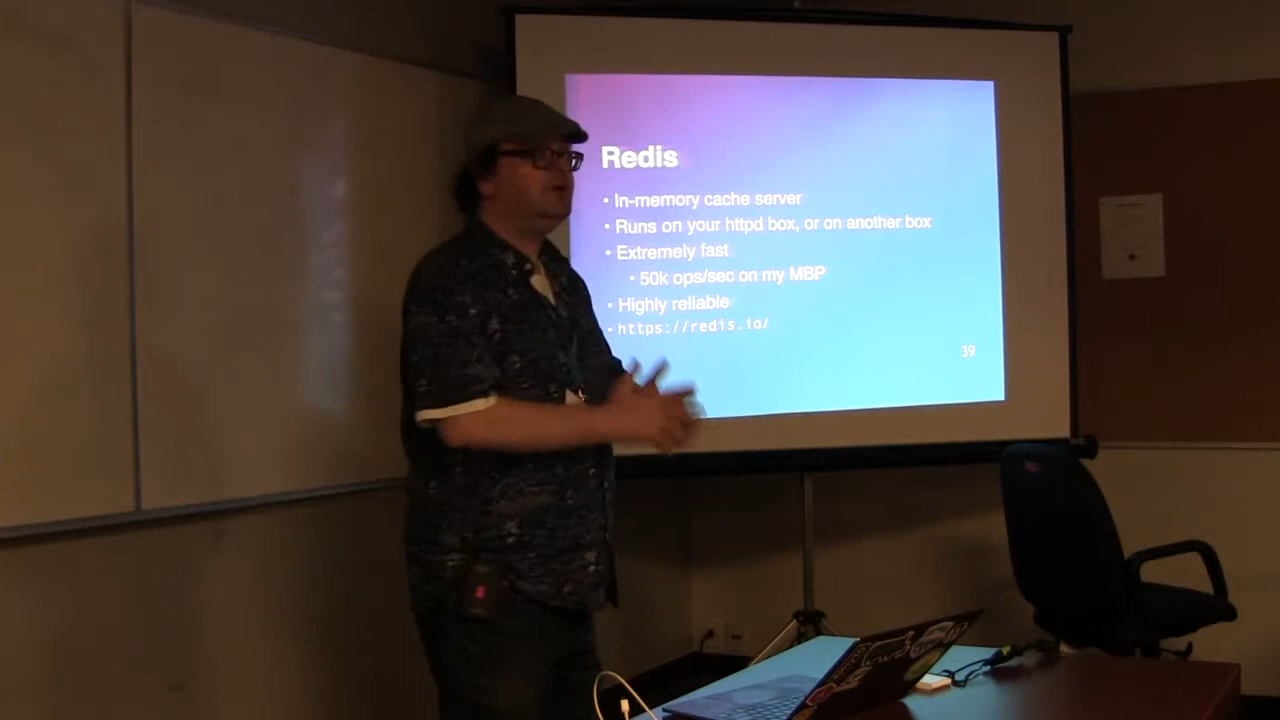 Redis
• In-memory cache server
• Runs on your httpd box, or on another box
• Extremely fast
• 50k ops/sec on my MBP
• Highly reliable
• https://redis.io/
39